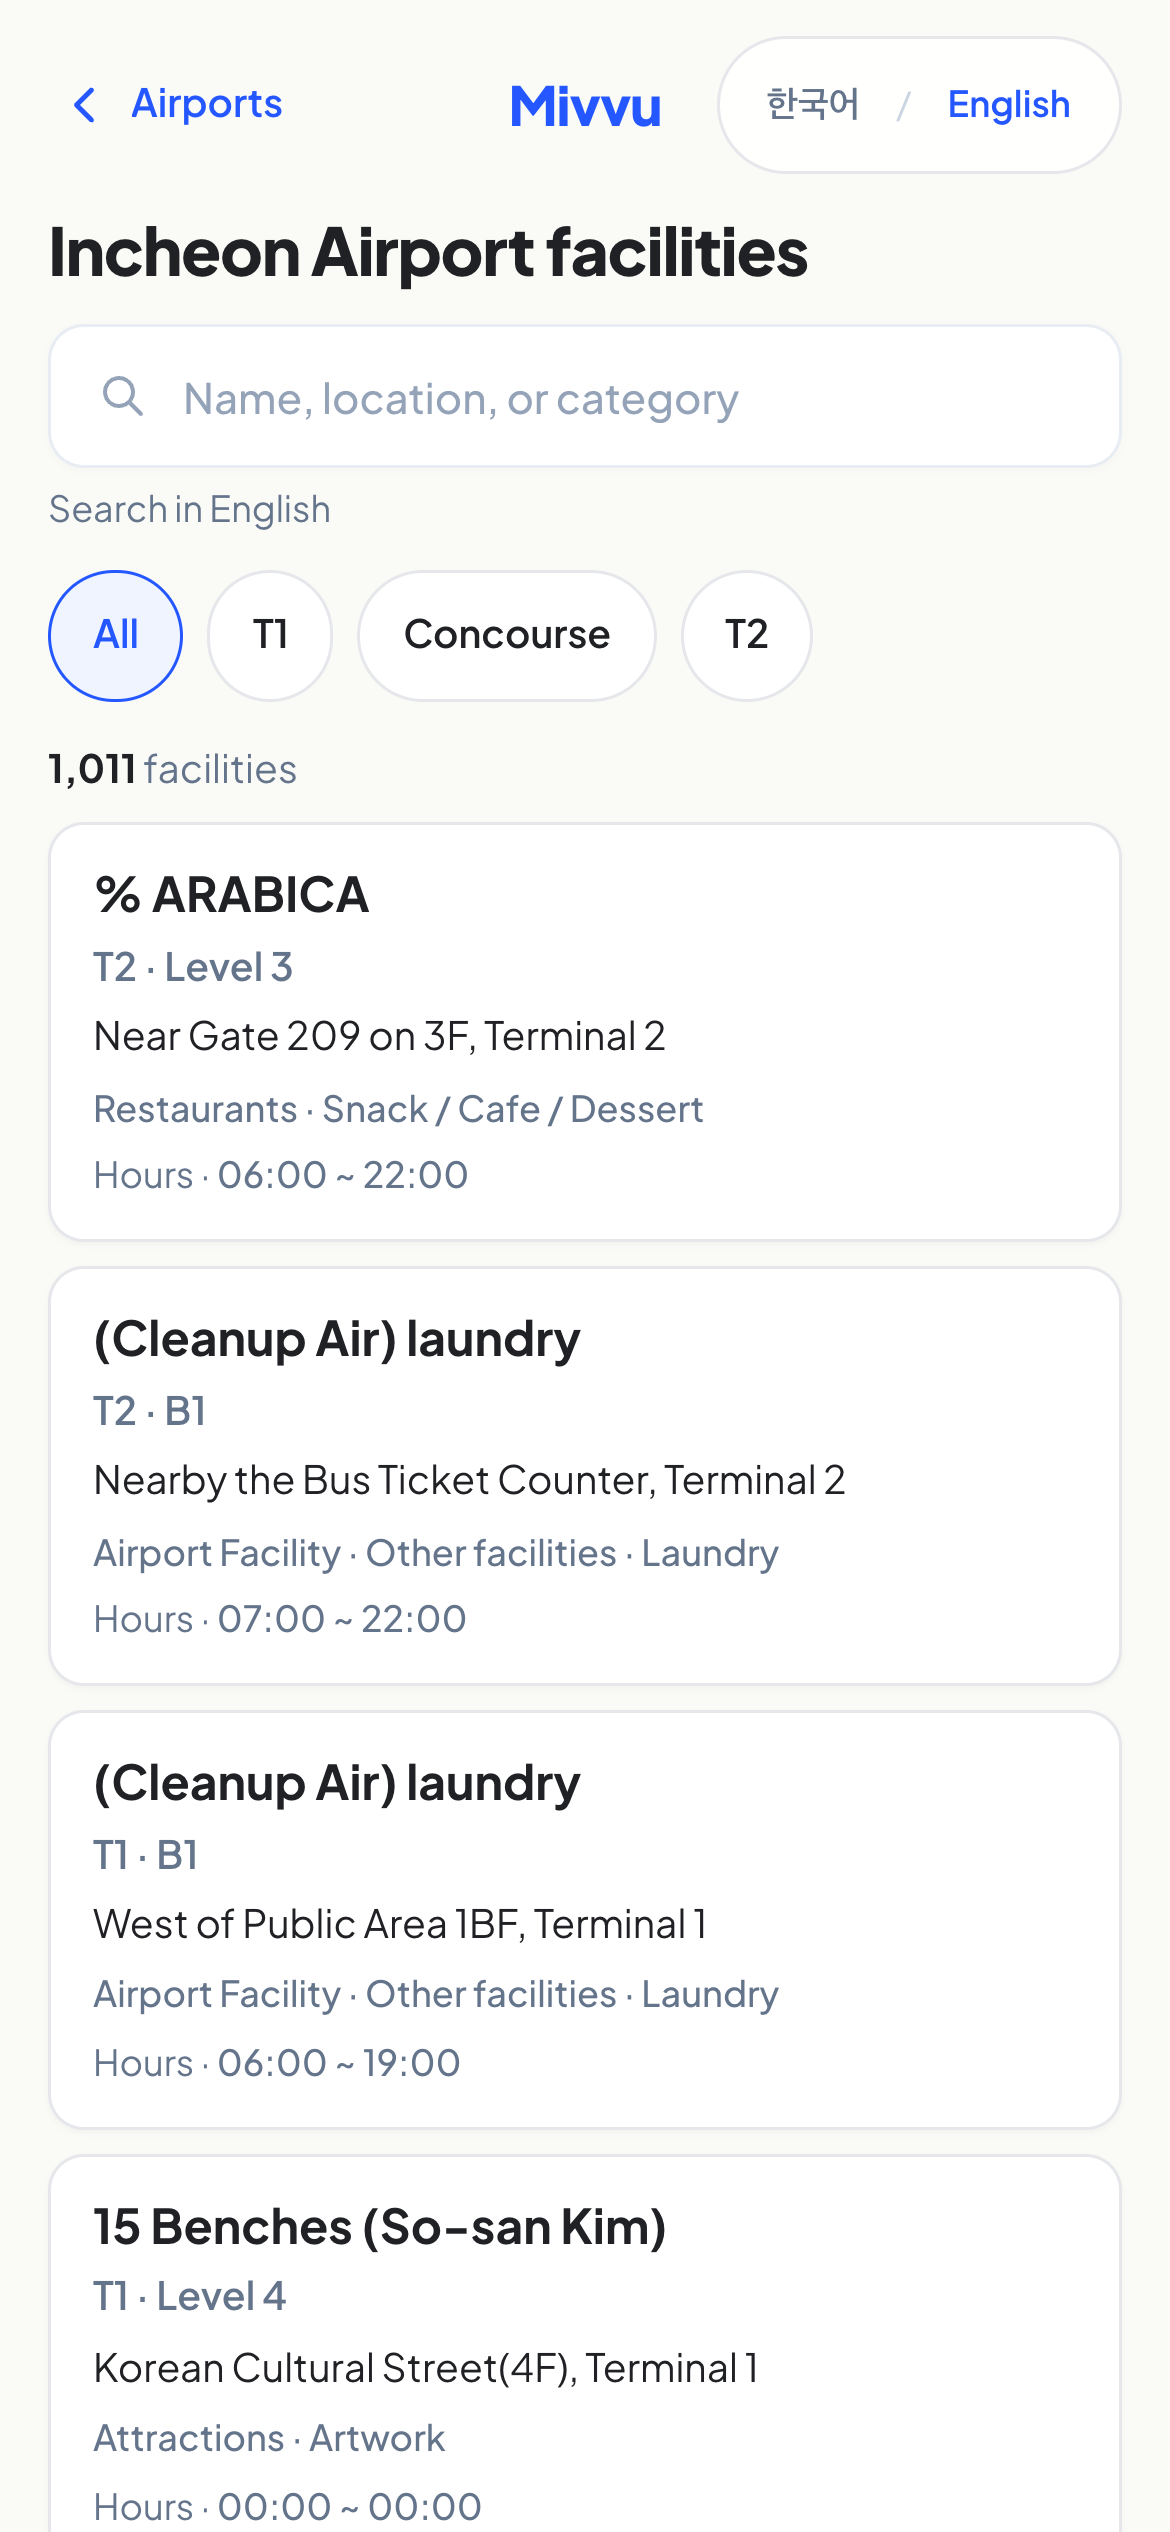 Airports
Mivvu
한국어 / English
Incheon Airport facilities
Name, location, or category
Search in English
All
T1
Concourse
T2
1,011 facilities
% ARABICA
T2 · Level 3
Near Gate 209 on 3F, Terminal 2
Restaurants · Snack / Cafe / Dessert
Hours · 06:00 ~ 22:00
(Cleanup Air) laundry
T2 · B1
Nearby the Bus Ticket Counter, Terminal 2
Airport Facility · Other facilities · Laundry
Hours · 07:00 ~ 22:00
(Cleanup Air) laundry
T1 · B1
West of Public Area 1BF, Terminal 1
Airport Facility · Other facilities · Laundry
Hours · 06:00 ~ 19:00
15 Benches (So-san Kim)
T1 · Level 4
Korean Cultural Street(4F), Terminal 1
Attractions · Artwork
Hours · 00:00 ~ 00:00